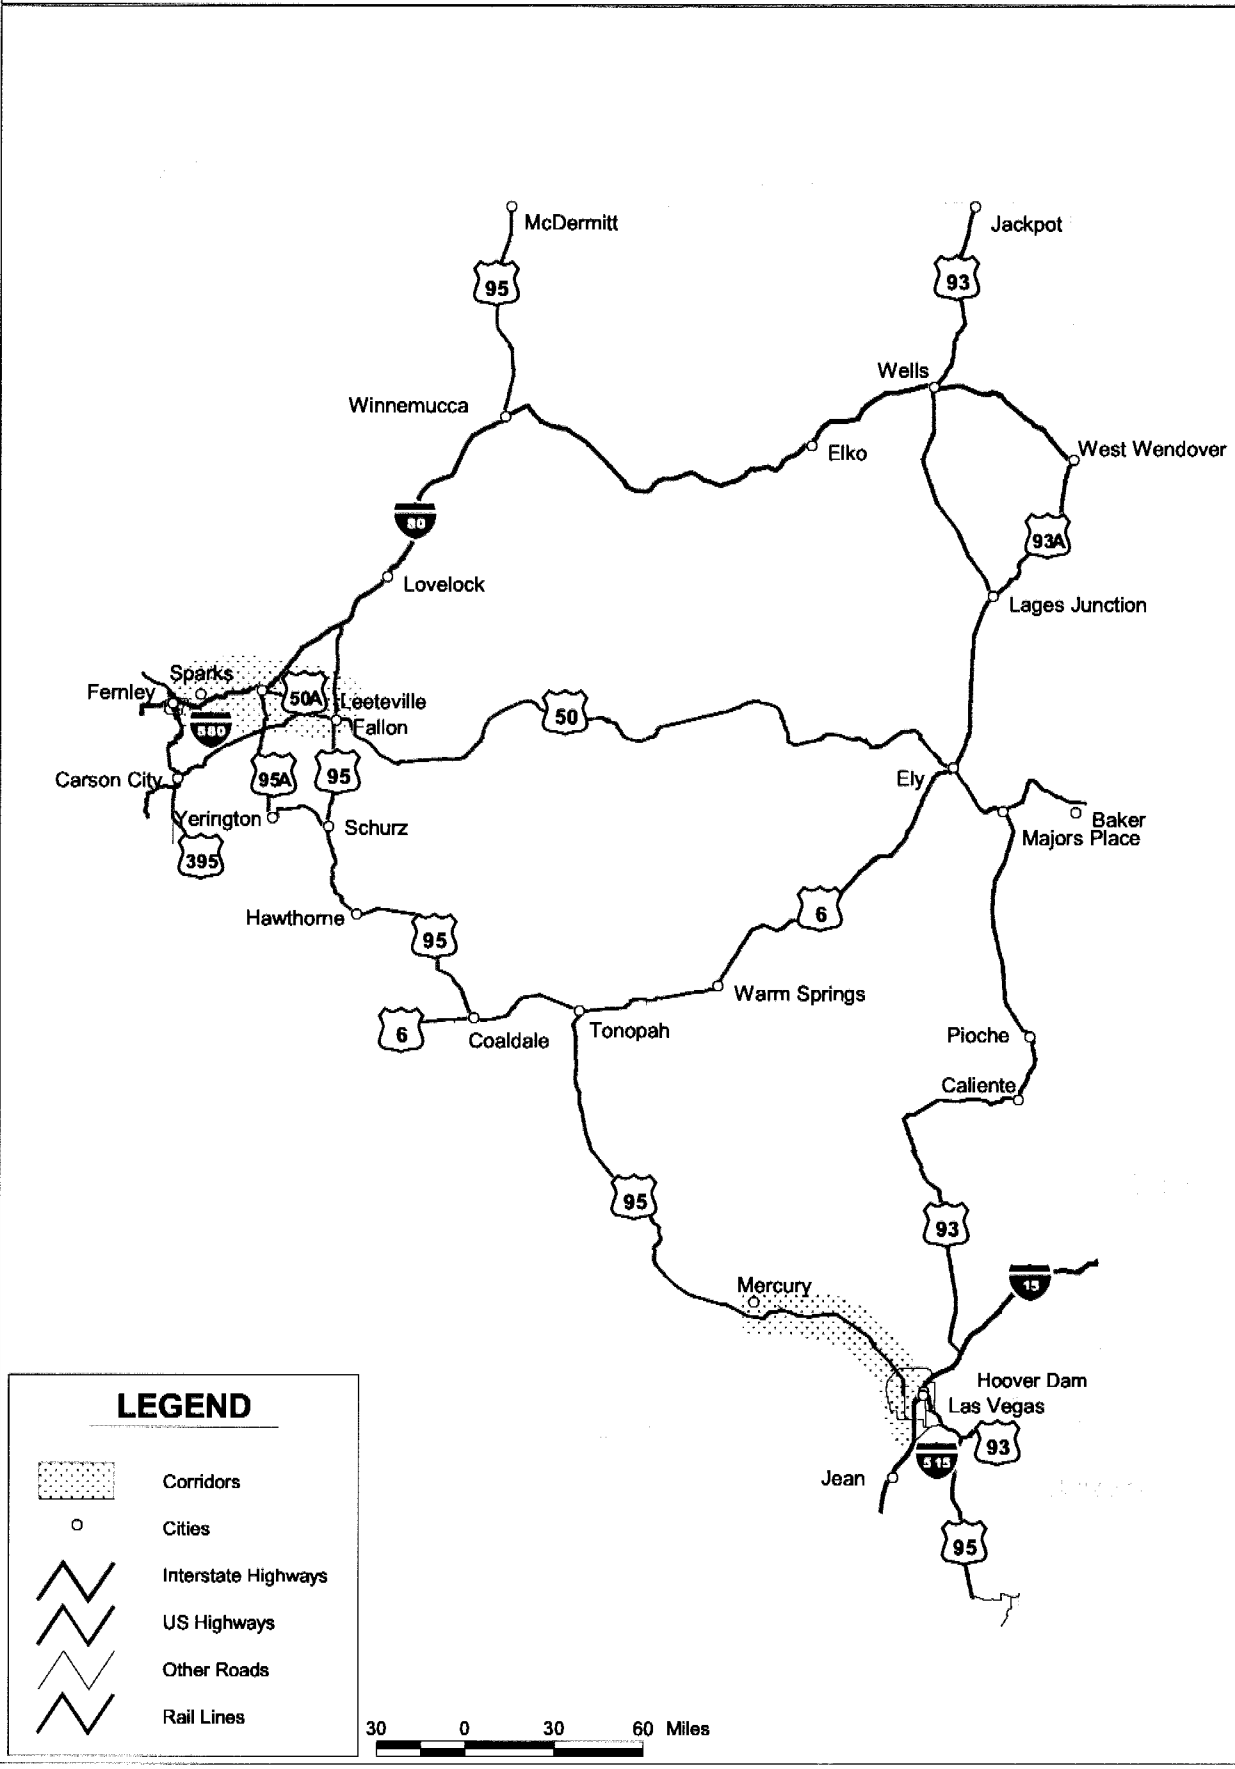 McDermitt
Jackpot
95
93
Wells
Winnemucca
West Wendover
Elko
80
93A
Lovelock
Lages Junction
Sparks
Fernley
50A
Leeteville
50
Fallon
580
Carson City
95A
95
Ely
Yerington
Schurz
Baker
Majors Place
395
6
Hawthorne
95
Warm Springs
6
Tonopah
Coaldale
Pioche
Caliente
95
93
15
Mercury
Hoover Dam
Las Vegas
93
515
Jean
95
LEGEND
Corridors
Cities
Interstate Highways
US Highways
Other Roads
Rail Lines
30 0 30 60 Miles